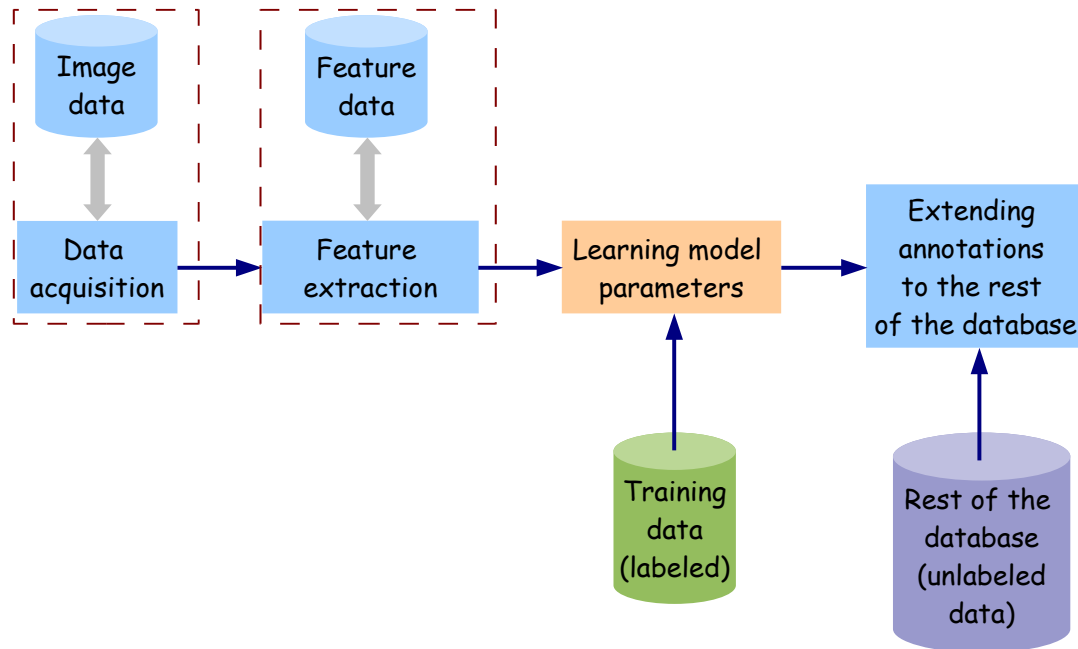 Image
data
Feature
data
Data
acquisition
Feature
extraction
Learning model
parameters
Extending
annotations
to the rest
of the database
Training
data
(labeled)
Rest of the
database
(unlabeled
data)